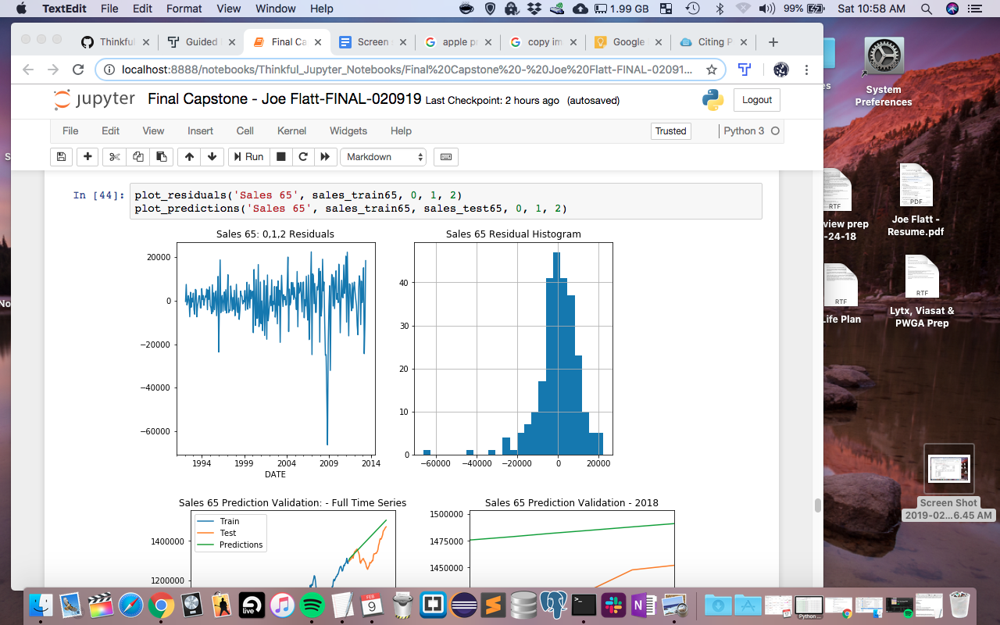 TextEdit File Edit Format View Window Help 1.99 GB 99% Sat 10:58 AM
Thinkful Guided Final Ca Screen apple pr copy im Google Citing P
localhost:8888/notebooks/Thinkful_Jupyter_Notebooks/Final%20Capstone%20-%20Joe%20Flatt-FINAL-02091...
jupyter Final Capstone - Joe Flatt-FINAL-020919 Last Checkpoint: 2 hours ago (autosaved) Logout
File Edit View Insert Cell Kernel Widgets Help Trusted Python 3
Run Markdown
In [44]: plot_residuals('Sales 65', sales_train65, 0, 1, 2)
plot_predictions('Sales 65', sales_train65, sales_test65, 0, 1, 2)
Sales 65: 0,1,2 Residuals
20000
0
−20000
−40000
−60000
1994 1999 2004 2009 2014
DATE
Sales 65 Residual Histogram
40
30
20
10
0
−60000 −40000 −20000 0 20000
Sales 65 Prediction Validation: - Full Time Series
Train
Test
Predictions
1400000
1200000
Sales 65 Prediction Validation - 2018
1500000
1475000
1450000
System
Preferences
RTF
view prep
-24-18
PDF
Joe Flatt -
Resume.pdf
RTF
Life Plan
RTF
Lytx, Viasat &
PWGA Prep
Screen Shot
2019-02...6.45 AM
FEB
9
live
Python ...